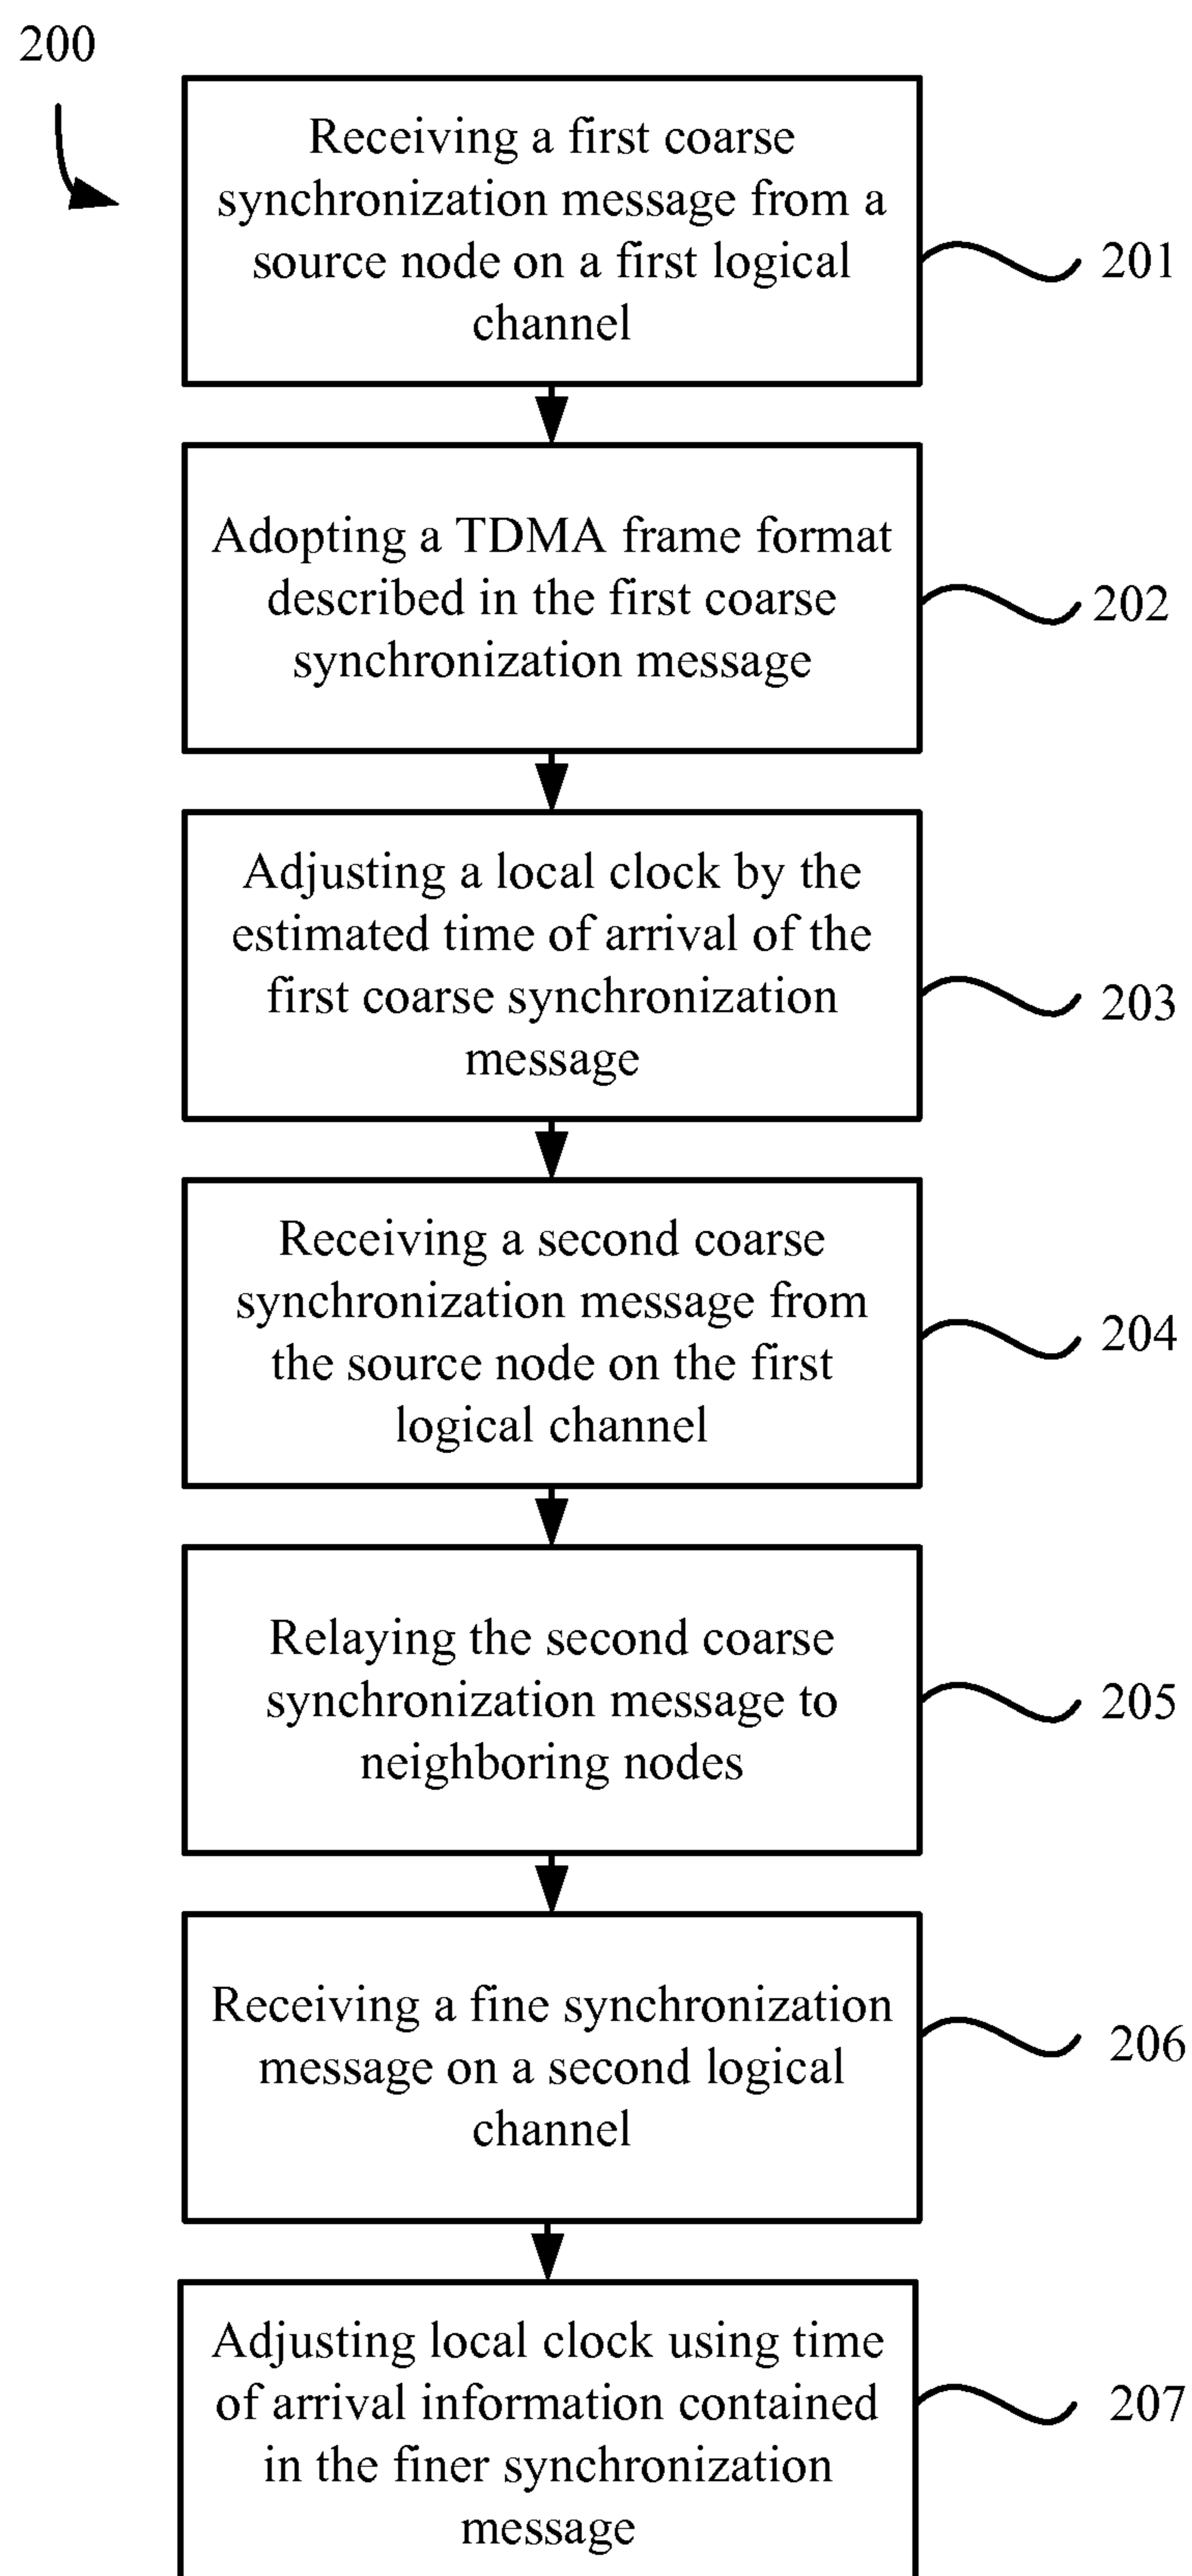 200
Receiving a first coarse
synchronization message from a
source node on a first logical
channel
201
Adopting a TDMA frame format
described in the first coarse
synchronization message
202
Adjusting a local clock by the
estimated time of arrival of the
first coarse synchronization
message
203
Receiving a second coarse
synchronization message from
the source node on the first
logical channel
204
Relaying the second coarse
synchronization message to
neighboring nodes
205
Receiving a fine synchronization
message on a second logical
channel
206
Adjusting local clock using time
of arrival information contained
in the finer synchronization
message
207